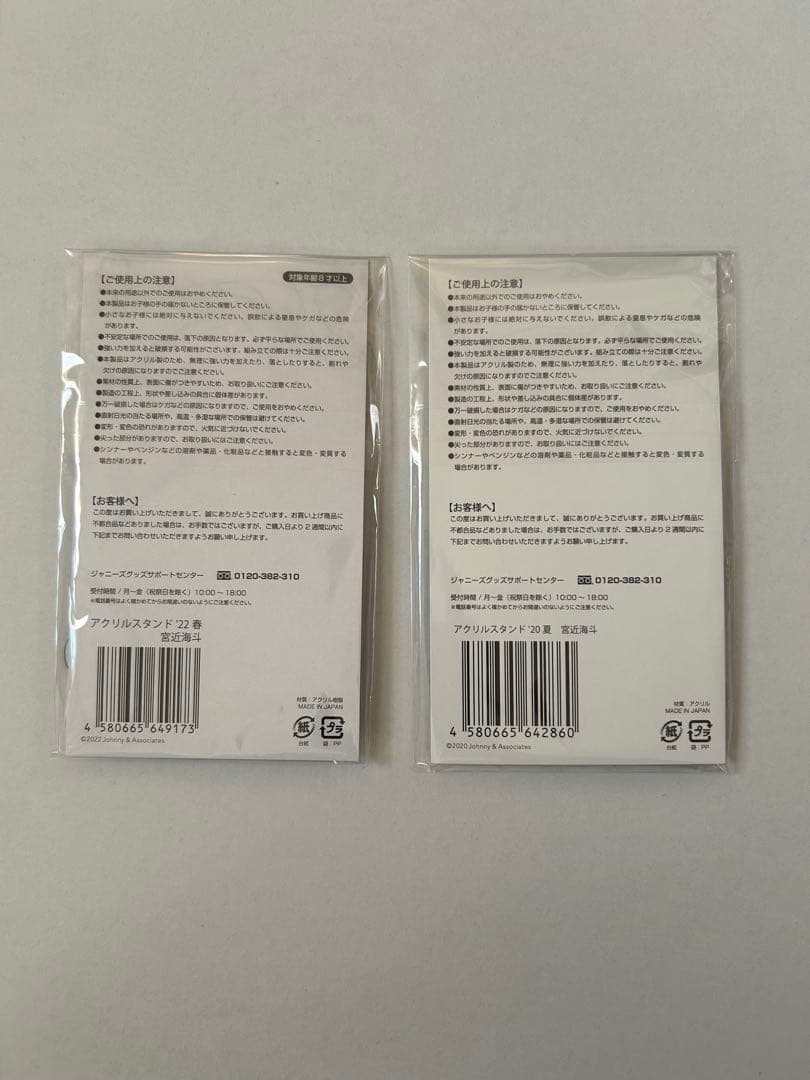 【ご使用上の注意】
対象年齢8才以上
●本来の用途以外でのご使用はおやめください。
●本製品はお子様の手の届かないところに保管してください。
●小さなお子様には絶対に与えないでください。誤飲による窒息やケガなどの危険
があります。
●不安定な場所でのご使用は、落下の原因となります。必ず平らな場所でご使用ください。
●強い力を加えると破損する可能性がございます。組み立ての際は十分ご注意ください。
●本製品はアクリル製のため、無理に強い力を加えたり、落としたりすると、割れや
欠けの原因になりますのでご注意ください。
●素材の性質上、表面に傷がつきやすいため、お取り扱いにご注意ください。
●製造の工程上、形状や差し込みの具合に個体差があります。
●万一破損した場合はケガなどの原因になりますので、ご使用をおやめください。
●直射日光の当たる場所や、高温・多湿な場所での保管は避けてください。
●変形・変色の恐れがありますので、火気に近づけないでください。
●尖った部分がありますので、お取り扱いにはご注意ください。
●シンナーやベンジンなどの溶剤や薬品・化粧品などと接触すると変色・変質する
場合があります。
【お客様へ】
この度はお買い上げいただきまして、誠にありがとうございます。お買い上げ商品に
不都合品などありました場合は、お手数ではございますが、ご購入日より2週間以内に
下記までお問い合わせいただきますようお願い申し上げます。
ジャニーズグッズサポートセンター 0120-382-310
受付時間/月～金（祝祭日を除く）10:00～18:00
※電話番号はよく確かめてからお間違いのないようにご注意ください。
アクリルスタンド '22 春
宮近海斗
材質：アクリル樹脂
MADE IN JAPAN
4 580665 649173
©2022 Johnny & Associates
紙
台紙
プラ
袋：PP
【ご使用上の注意】
●本来の用途以外でのご使用はおやめください。
●本製品はお子様の手の届かないところに保管してください。
●小さなお子様には絶対に与えないでください。誤飲による窒息やケガなどの危険
があります。
●不安定な場所でのご使用は、落下の原因となります。必ず平らな場所でご使用ください。
●強い力を加えると破損する可能性がございます。組み立ての際は十分ご注意ください。
●本製品はアクリル製のため、無理に強い力を加えたり、落としたりすると、割れや
欠けの原因になりますのでご注意ください。
●素材の性質上、表面に傷がつきやすいため、お取り扱いにご注意ください。
●製造の工程上、形状や差し込みの具合に個体差があります。
●万一破損した場合はケガなどの原因になりますので、ご使用をおやめください。
●直射日光の当たる場所や、高温・多湿な場所での保管は避けてください。
●変形・変色の恐れがありますので、火気に近づけないでください。
●尖った部分がありますので、お取り扱いにはご注意ください。
●シンナーやベンジンなどの溶剤や薬品・化粧品などと接触すると変色・変質する
場合があります。
【お客様へ】
この度はお買い上げいただきまして、誠にありがとうございます。お買い上げ商品に
不都合品などありました場合は、お手数ではございますが、ご購入日より2週間以内に
下記までお問い合わせいただきますようお願い申し上げます。
ジャニーズグッズサポートセンター 0120-382-310
受付時間/月～金（祝祭日を除く）10:00～18:00
※電話番号はよく確かめてからお間違いのないようにご注意ください。
アクリルスタンド '20 夏 宮近海斗
材質：アクリル
MADE IN JAPAN
4 580665 642860
©2020 Johnny & Associates
紙
台紙
プラ
袋：PP